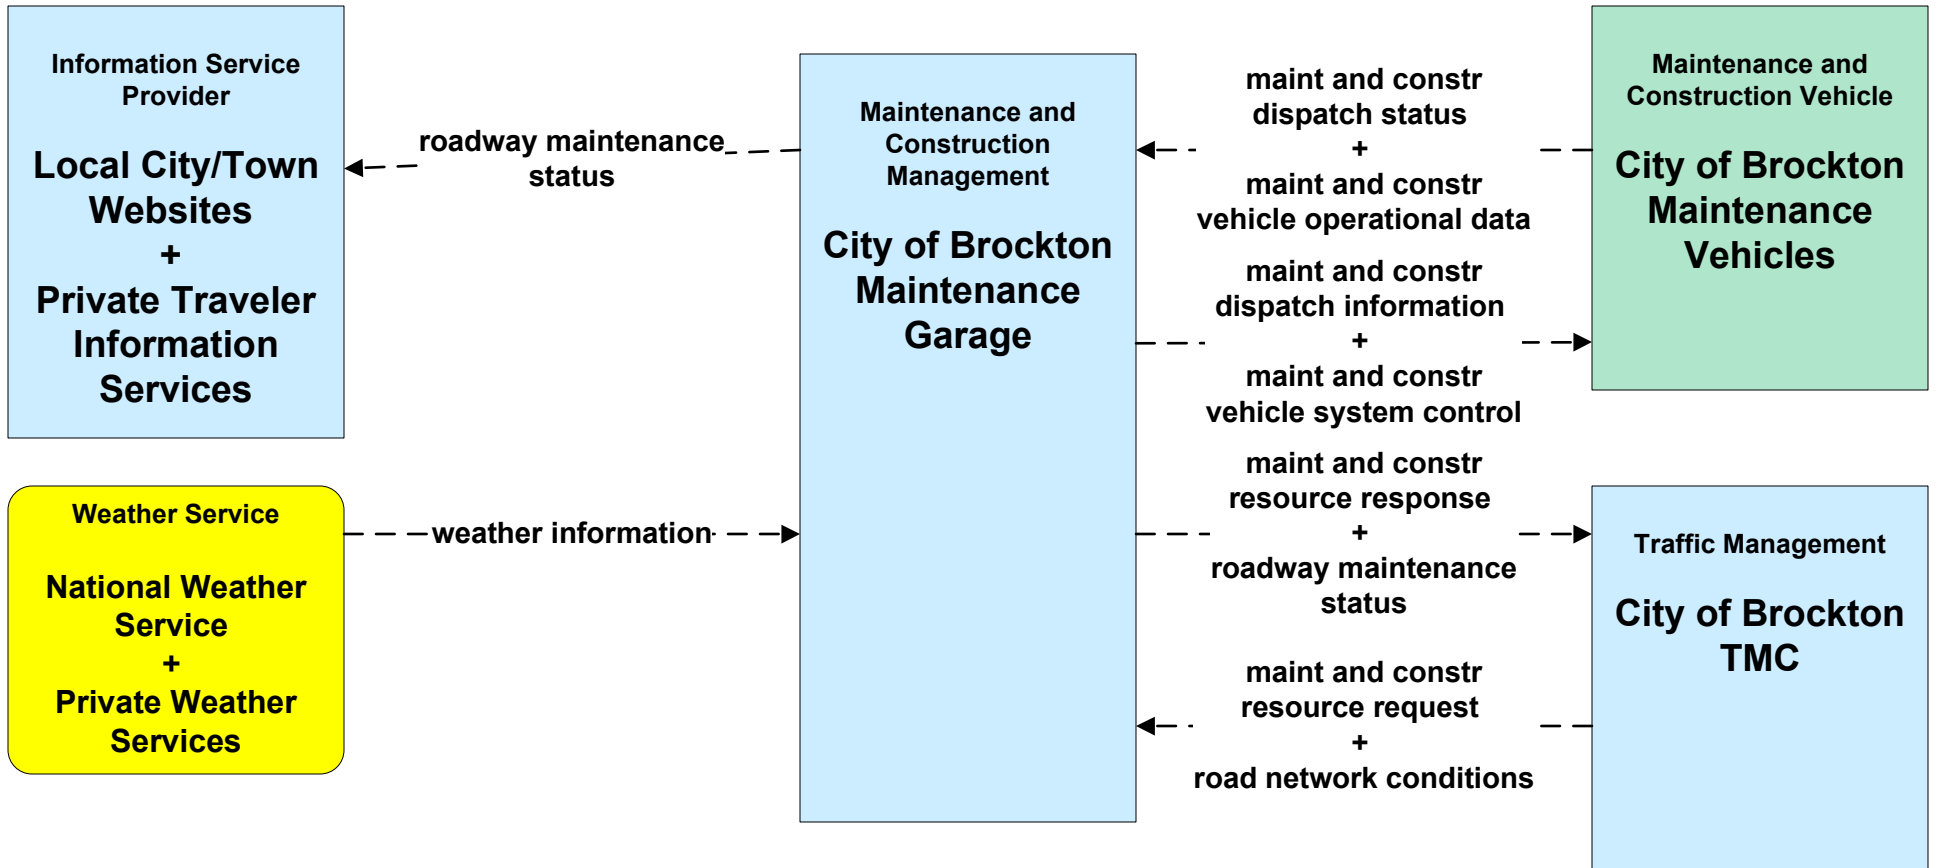 Information Service
Provider
Local City/Town
Websites
+
Private Traveler
Information
Services
roadway maintenance
status
Weather Service
National Weather
Service
+
Private Weather
Services
weather information
Maintenance and
Construction
Management
City of Brockton
Maintenance
Garage
maint and constr
dispatch status
+
maint and constr
vehicle operational data
maint and constr
dispatch information
+
maint and constr
vehicle system control
maint and constr
resource response
+
roadway maintenance
status
maint and constr
resource request
+
road network conditions
Maintenance and
Construction Vehicle
City of Brockton
Maintenance
Vehicles
Traffic Management
City of Brockton
TMC